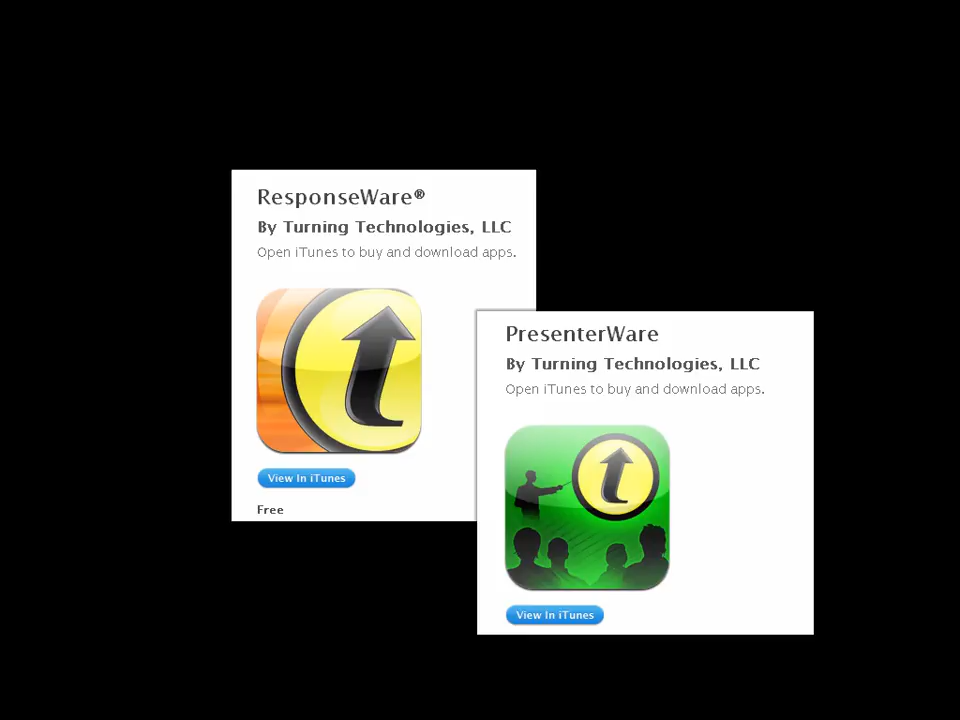 ResponseWare®
By Turning Technologies, LLC
Open iTunes to buy and download apps.
View In iTunes
Free
PresenterWare
By Turning Technologies, LLC
Open iTunes to buy and download apps.
View In iTunes